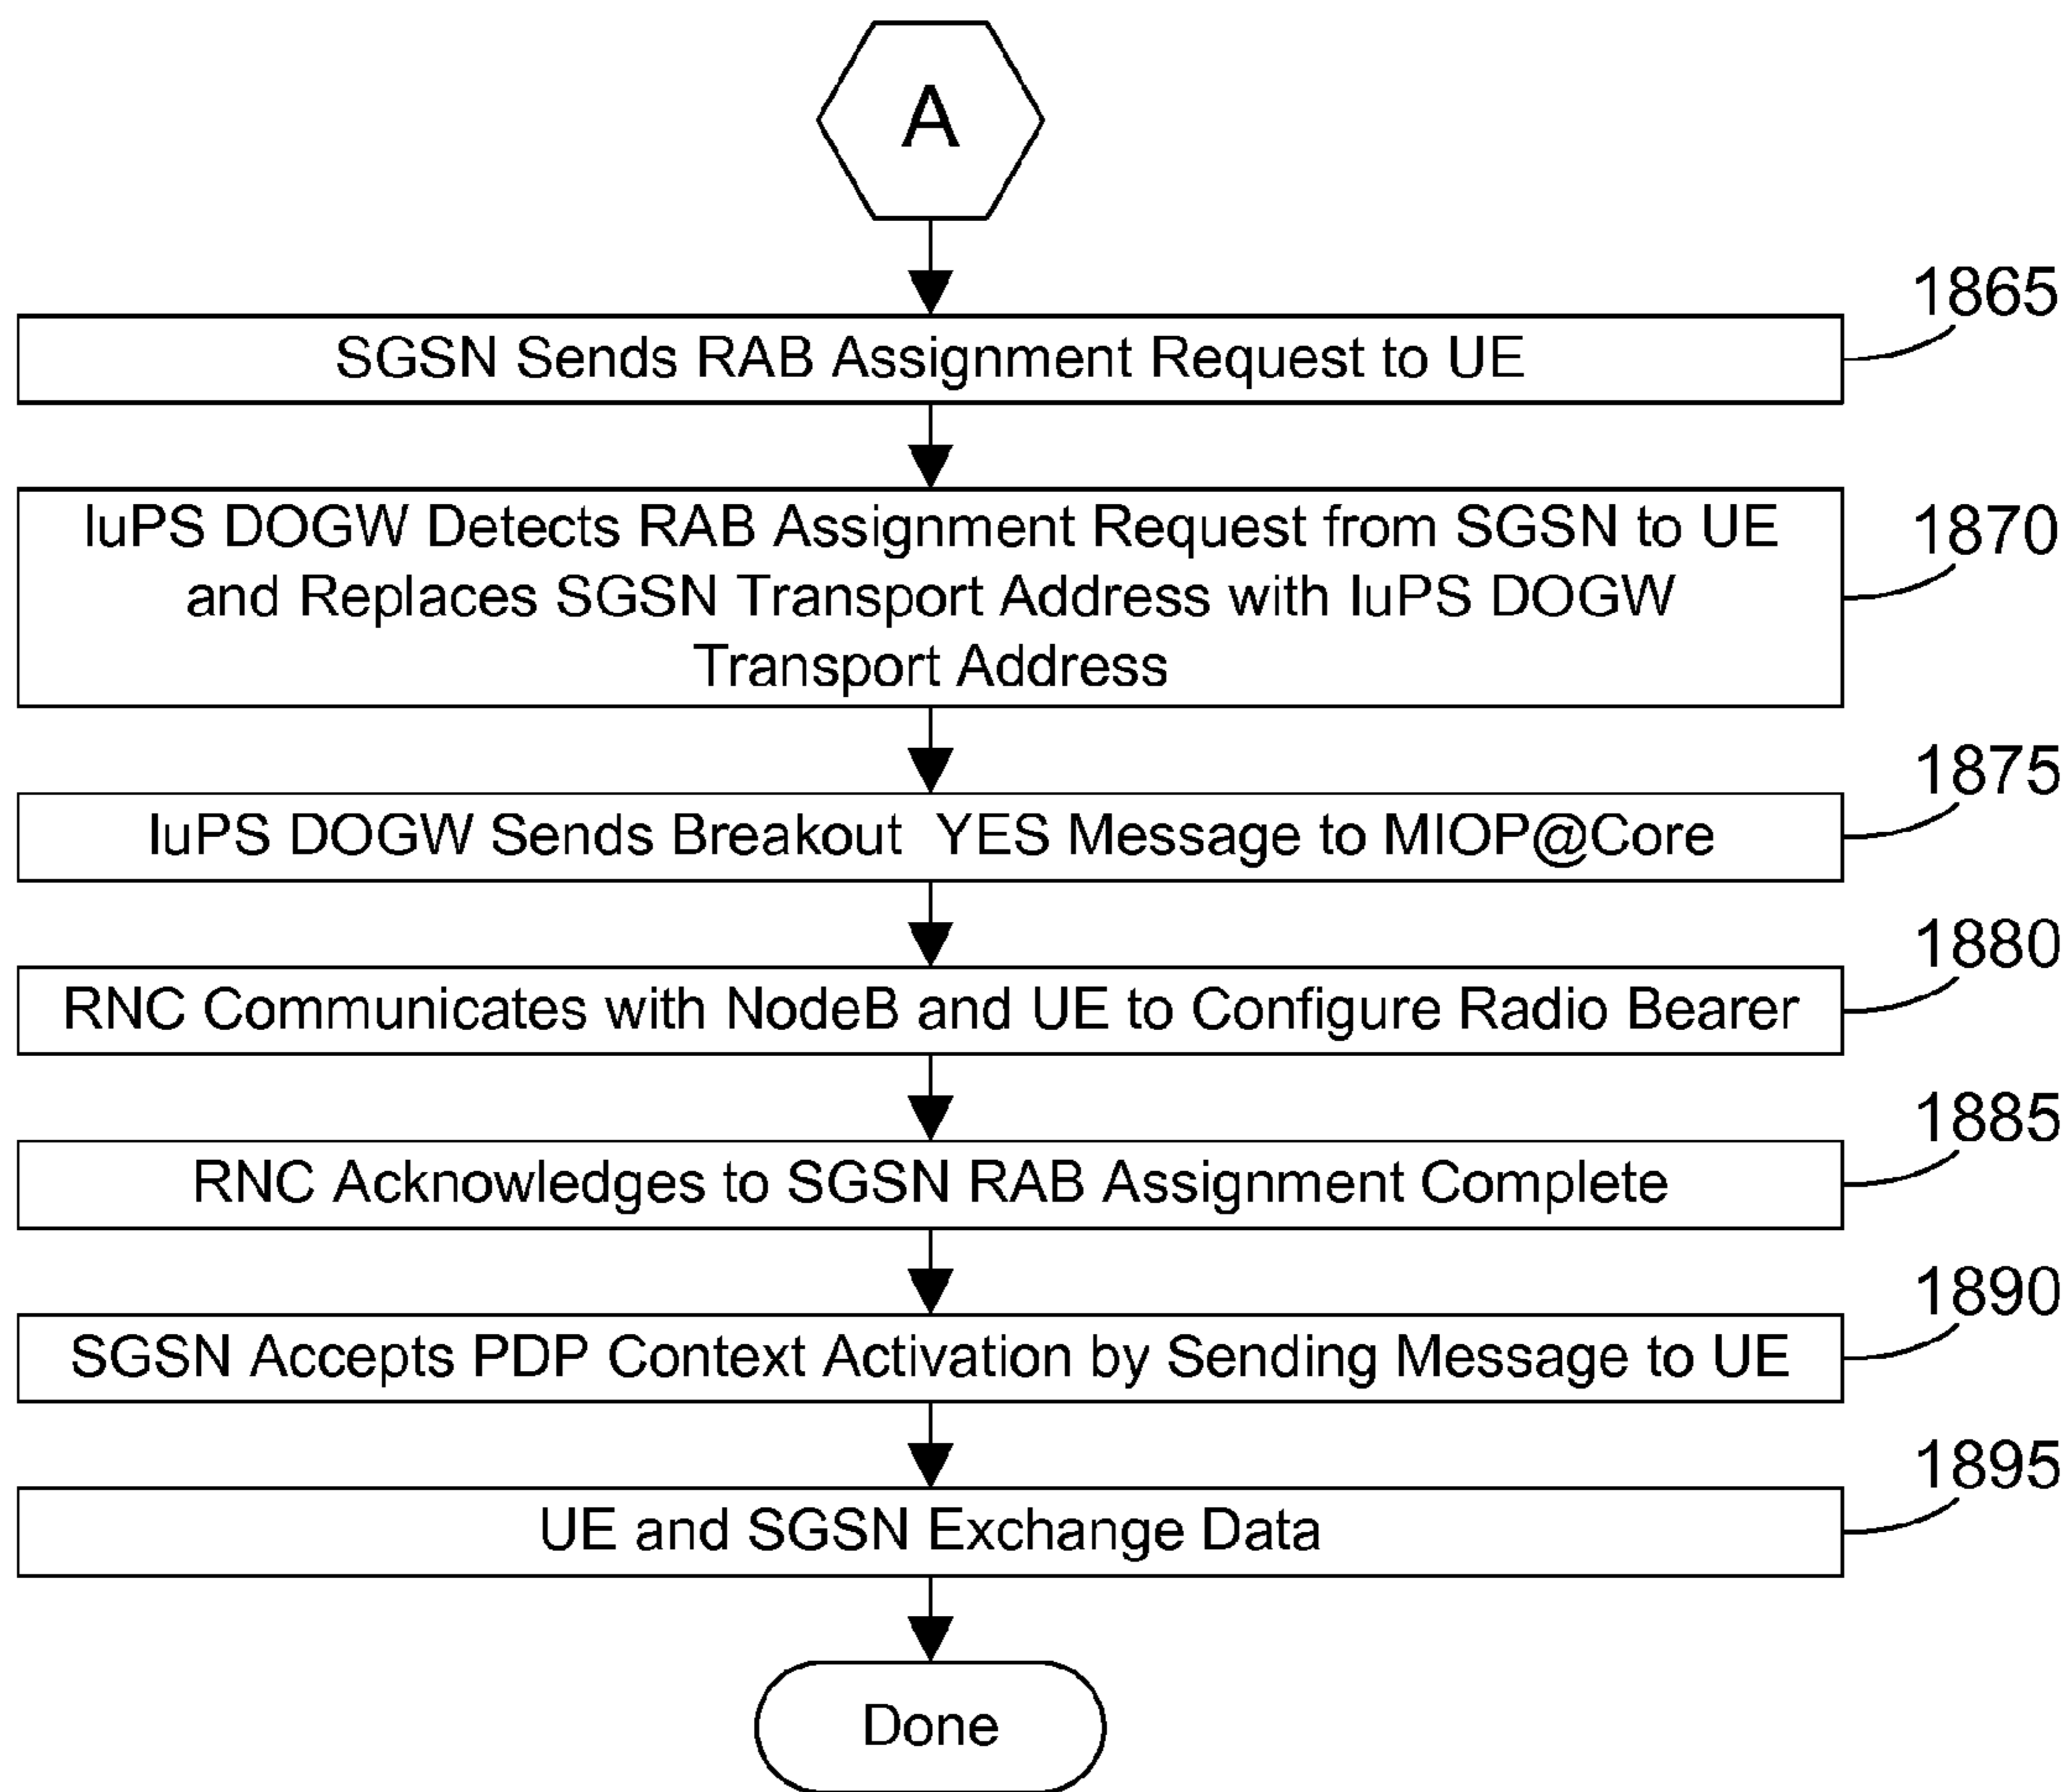 A
1865
SGSN Sends RAB Assignment Request to UE
1870
IuPS DOGW Detects RAB Assignment Request from SGSN to UE
and Replaces SGSN Transport Address with IuPS DOGW
Transport Address
1875
IuPS DOGW Sends Breakout  YES Message to MIOP@Core
1880
RNC Communicates with NodeB and UE to Configure Radio Bearer
1885
RNC Acknowledges to SGSN RAB Assignment Complete
1890
SGSN Accepts PDP Context Activation by Sending Message to UE
1895
UE and SGSN Exchange Data
Done